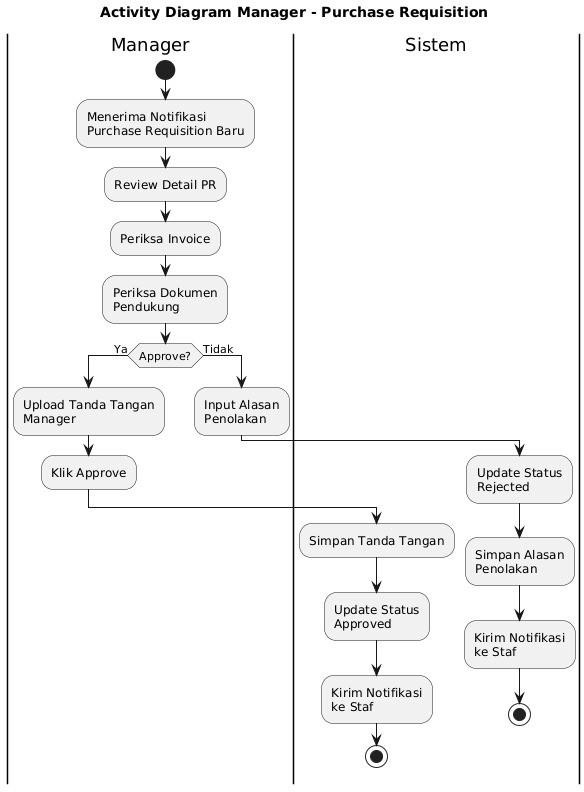 Activity Diagram Manager - Purchase Requisition
Manager
Sistem
Menerima Notifikasi
Purchase Requisition Baru
Review Detail PR
Periksa Invoice
Periksa Dokumen
Pendukung
Approve?
Ya
Tidak
Upload Tanda Tangan
Manager
Klik Approve
Input Alasan
Penolakan
Simpan Tanda Tangan
Update Status
Approved
Kirim Notifikasi
ke Staf
Update Status
Rejected
Simpan Alasan
Penolakan
Kirim Notifikasi
ke Staf